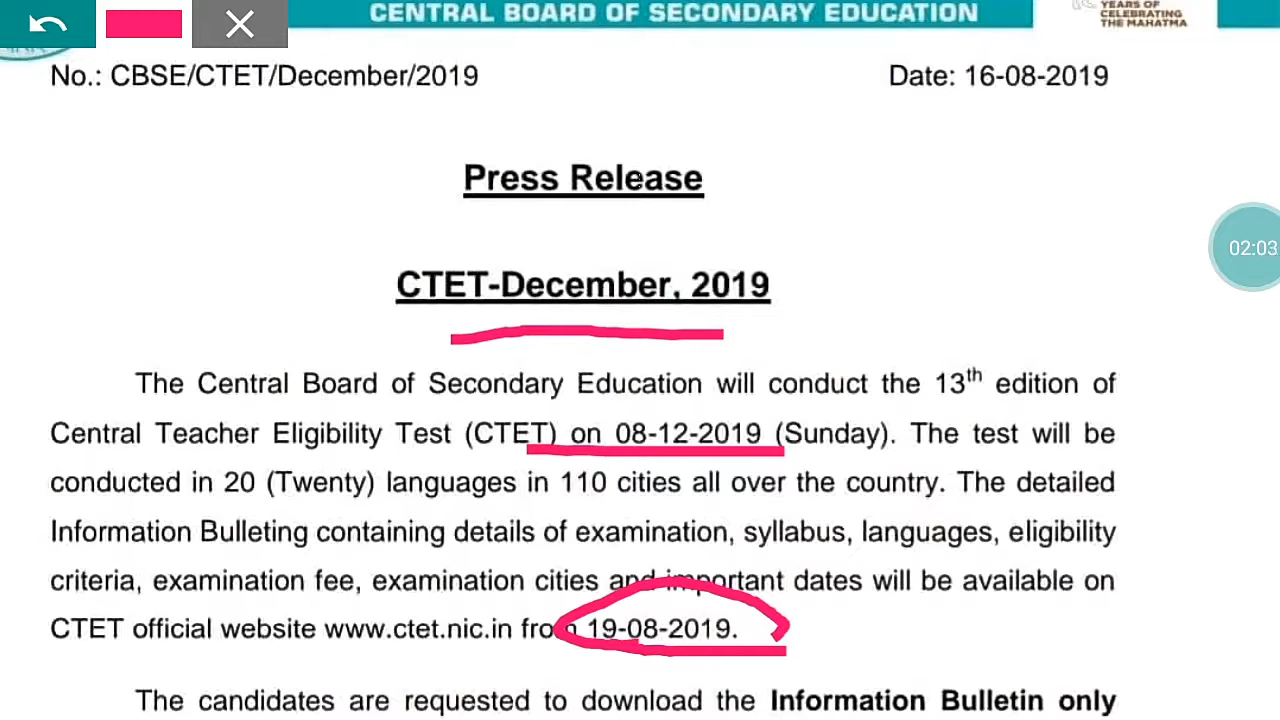 CENTRAL BOARD OF SECONDARY EDUCATION
YEARS OF
CELEBRATING
THE MAHATMA
No.: CBSE/CTET/December/2019 Date: 16-08-2019
Press Release
02:03
CTET-December, 2019
The Central Board of Secondary Education will conduct the 13th edition of
Central Teacher Eligibility Test (CTET) on 08-12-2019 (Sunday). The test will be
conducted in 20 (Twenty) languages in 110 cities all over the country. The detailed
Information Bulleting containing details of examination, syllabus, languages, eligibility
criteria, examination fee, examination cities and important dates will be available on
CTET official website www.ctet.nic.in from 19-08-2019.
The candidates are requested to download the Information Bulletin only